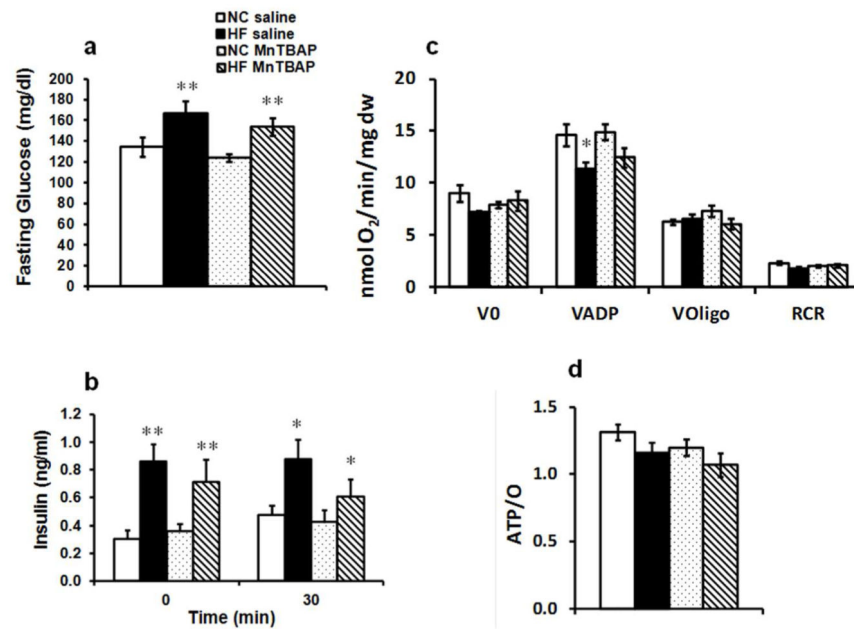 NC saline
HF saline
NC MnTBAP
HF MnTBAP
a
**
**
Fasting Glucose (mg/dl)
200
180
160
140
120
100
80
60
40
20
0
c
nmol O2/min/mg dw
20
15
10
5
0
*
V0 VADP VOligo RCR
b
Insulin (ng/ml)
1.2
1.0
0.8
0.6
0.4
0.2
0.0
**
**
*
*
0 30
Time (min)
d
ATP/O
1.5
1.0
0.5
0.0